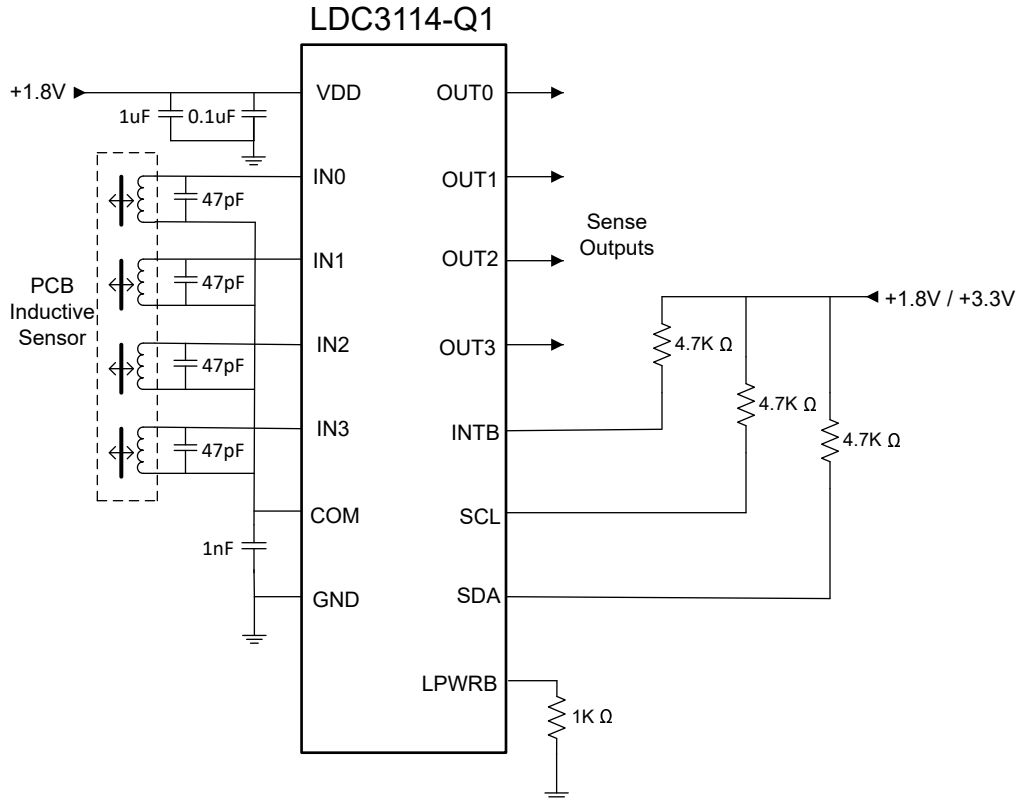 LDC3114-Q1
+1.8V
1uF
0.1uF
VDD
OUT0
IN0
47pF
OUT1
IN1
47pF
OUT2
Sense
Outputs
PCB
Inductive
Sensor
IN2
47pF
OUT3
+1.8V / +3.3V
4.7K Ω
4.7K Ω
4.7K Ω
IN3
47pF
INTB
COM
SCL
1nF
GND
SDA
LPWRB
1K Ω